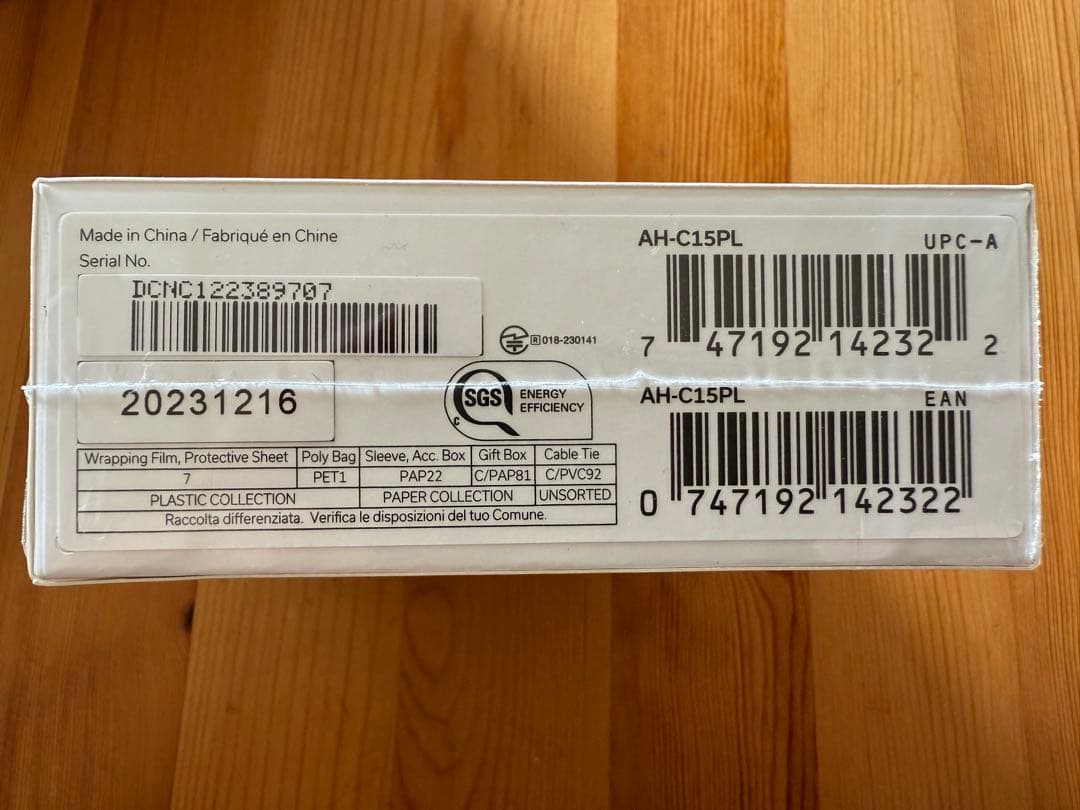 Made in China / Fabriqué en Chine
Serial No.
DCNC122389707
20231216
R 018-230141
SGS ENERGY EFFICIENCY
C
AH-C15PL UPC-A
7 47192 14232 2
AH-C15PL EAN
0 747192 142322
Wrapping Film, Protective Sheet Poly Bag Sleeve, Acc. Box Gift Box Cable Tie
7 PET1 PAP22 C/PAP81 C/PVC92
PLASTIC COLLECTION PAPER COLLECTION UNSORTED
Raccolta differenziata. Verifica le disposizioni del tuo Comune.